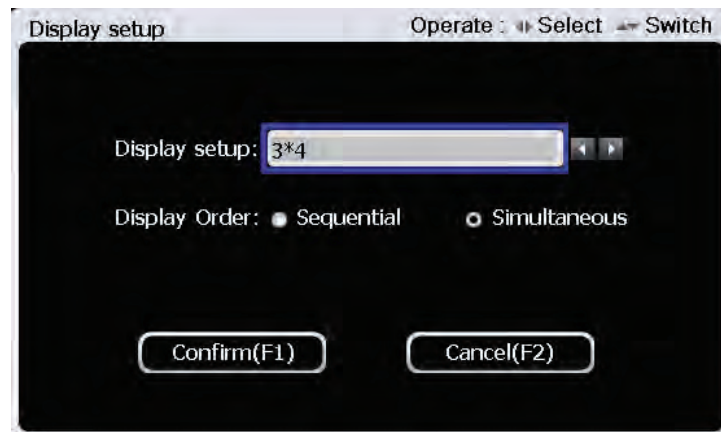 Display setup Operate : Select Switch
Display setup: 3*4
Display Order: Sequential Simultaneous
Confirm(F1) Cancel(F2)